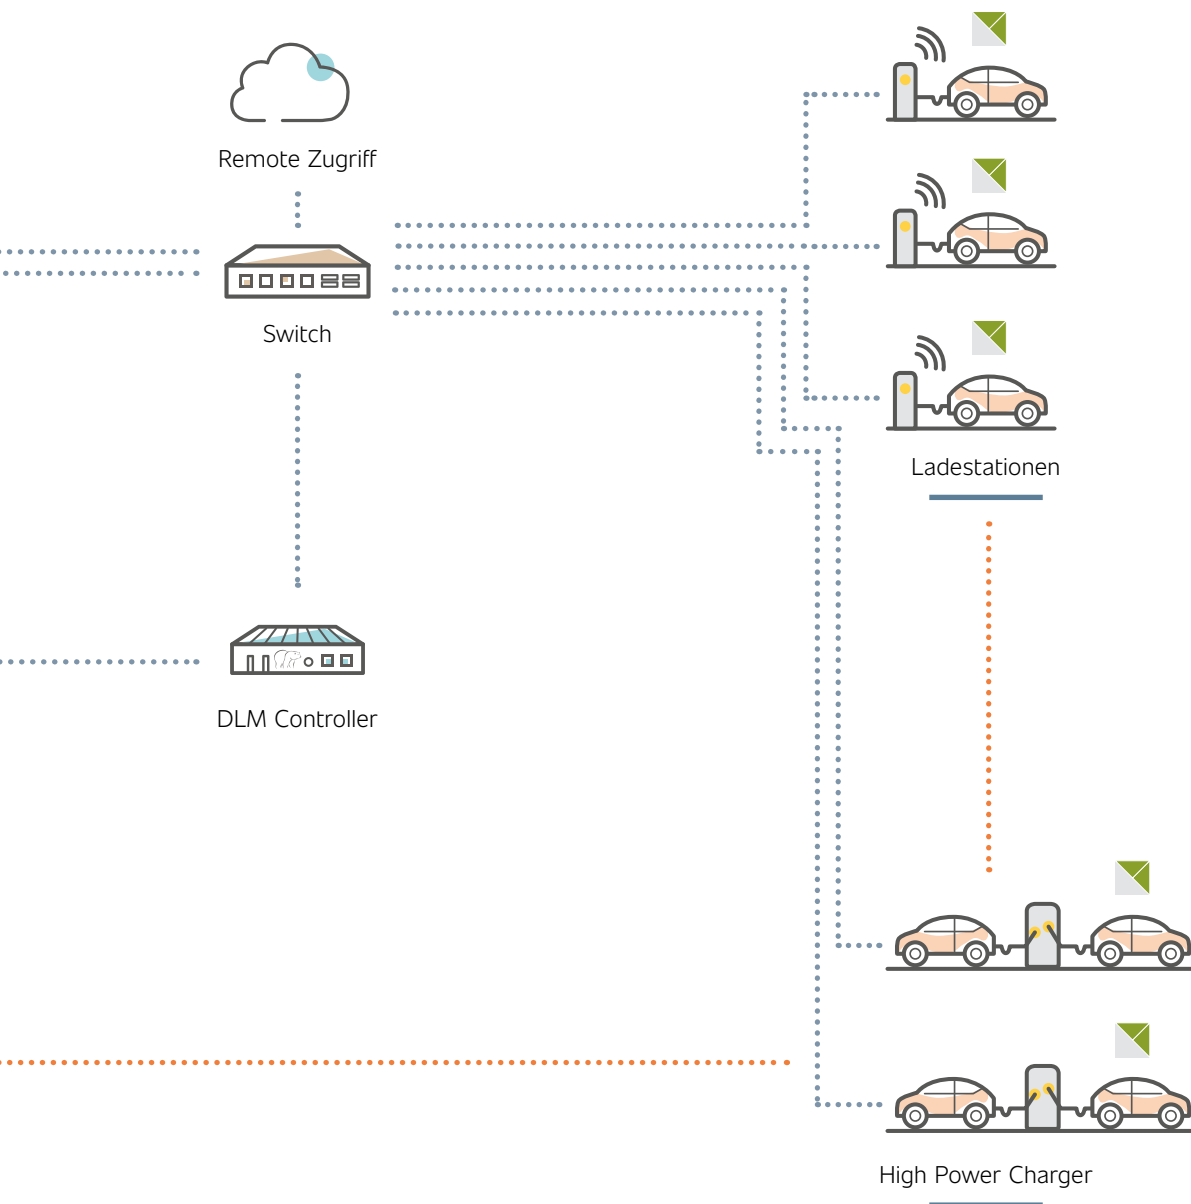 Remote Zugriff
Switch
Ladestationen
DLM Controller
High Power Charger